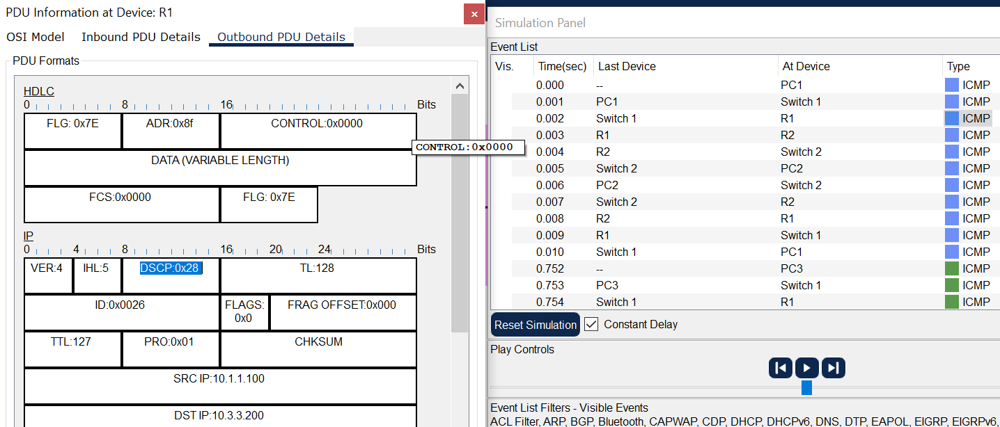 PDU Information at Device: R1
x
OSI Model Inbound PDU Details Outbound PDU Details
PDU Formats
HDLC
0 8 16 Bits
FLG: 0x7E ADR:0x8f CONTROL:0x0000
CONTROL:0x0000
DATA (VARIABLE LENGTH)
FCS:0x0000 FLG: 0x7E
IP
0 4 8 16 20 24 Bits
VER:4 IHL:5 DSCP:0x28 TL:128
ID:0x0026 FLAGS: 0x0 FRAG OFFSET:0x000
TTL:127 PRO:0x01 CHKSUM
SRC IP:10.1.1.100
DST IP:10.3.3.200
Simulation Panel
Event List
Vis. Time(sec) Last Device At Device Type
0.000 -- PC1 ICMP
0.001 PC1 Switch 1 ICMP
0.002 Switch 1 R1 ICMP
0.003 R1 R2 ICMP
0.004 R2 Switch 2 ICMP
0.005 Switch 2 PC2 ICMP
0.006 PC2 Switch 2 ICMP
0.007 Switch 2 R2 ICMP
0.008 R2 R1 ICMP
0.009 R1 Switch 1 ICMP
0.010 Switch 1 PC1 ICMP
0.752 -- PC3 ICMP
0.753 PC3 Switch 1 ICMP
0.754 Switch 1 R1 ICMP
Reset Simulation Constant Delay
Play Controls
Event List Filters - Visible Events
ACL Filter, ARP, BGP, Bluetooth, CAPWAP, CDP, DHCP, DHCPv6, DNS, DTP, EAPOL, EIGRP, EIGRPv6,